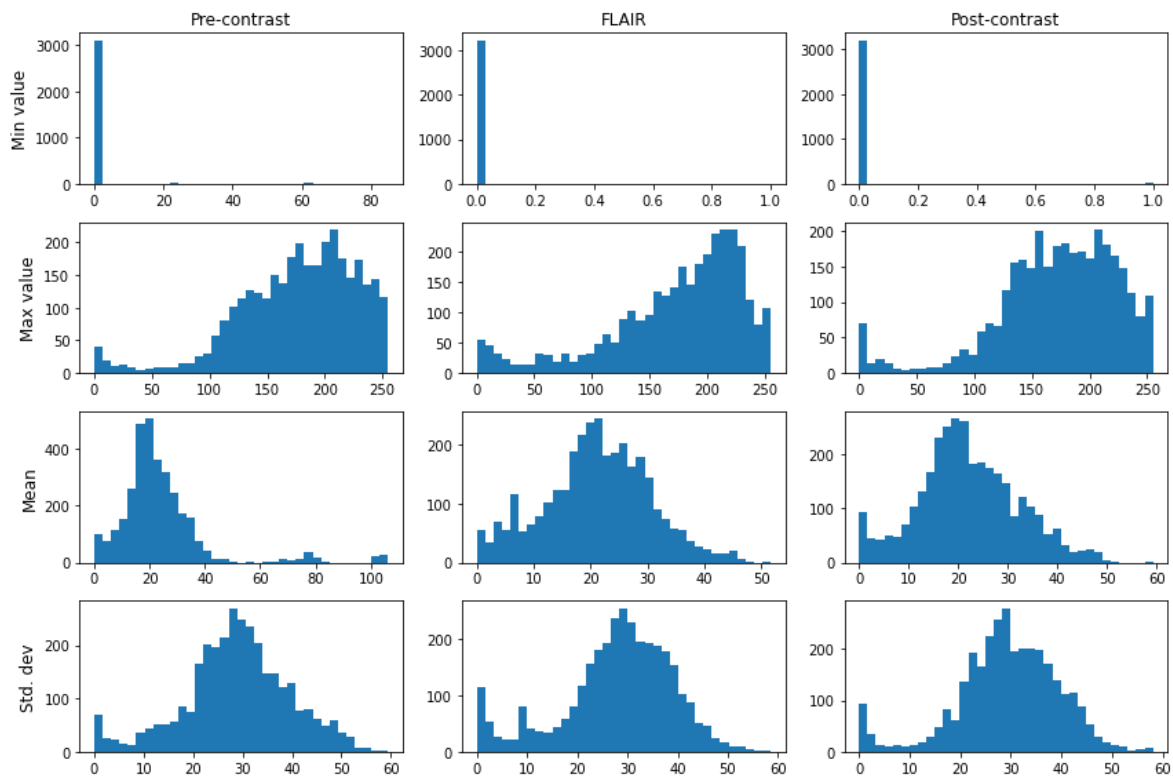 Pre-contrast FLAIR Post-contrast
Min value
3000 2000 1000 0
0 20 40 60 80
3000 2000 1000 0
0.0 0.2 0.4 0.6 0.8 1.0
3000 2000 1000 0
0.0 0.2 0.4 0.6 0.8 1.0
Max value
200 150 100 50 0
0 50 100 150 200 250
200 150 100 50 0
0 50 100 150 200 250
200 150 100 50 0
0 50 100 150 200 250
Mean
400 200 0
0 20 40 60 80 100
200 100 0
0 10 20 30 40 50
200 100 0
0 10 20 30 40 50 60
Std. dev
200 100 0
0 10 20 30 40 50 60
200 100 0
0 10 20 30 40 50 60
200 100 0
0 10 20 30 40 50 60